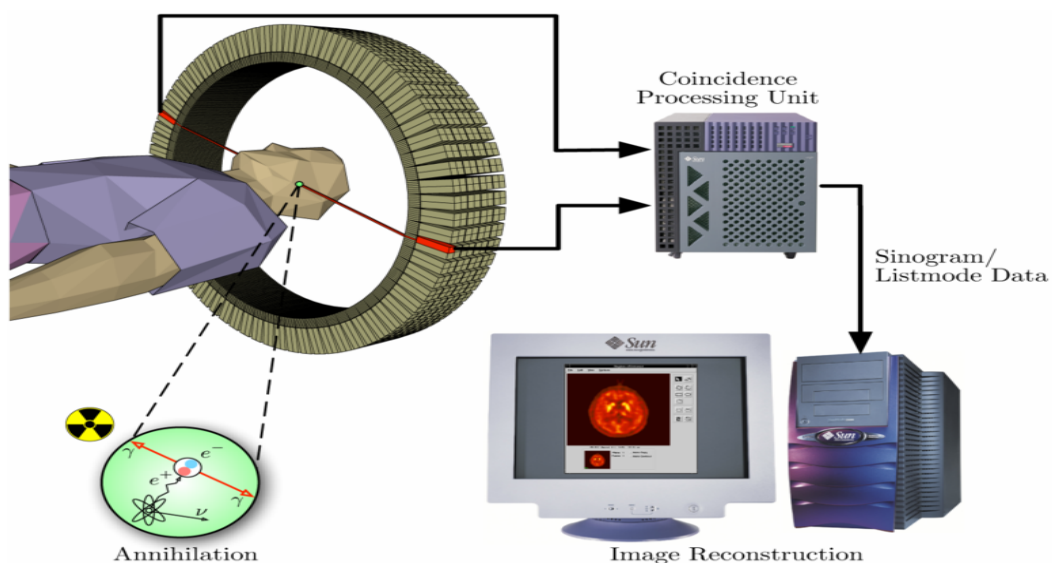 Coincidence
Processing Unit
Sun
Sinogram/
Listmode Data
Sun
Sun
γ
e⁻
e⁺
γ
ν
Annihilation
Image Reconstruction